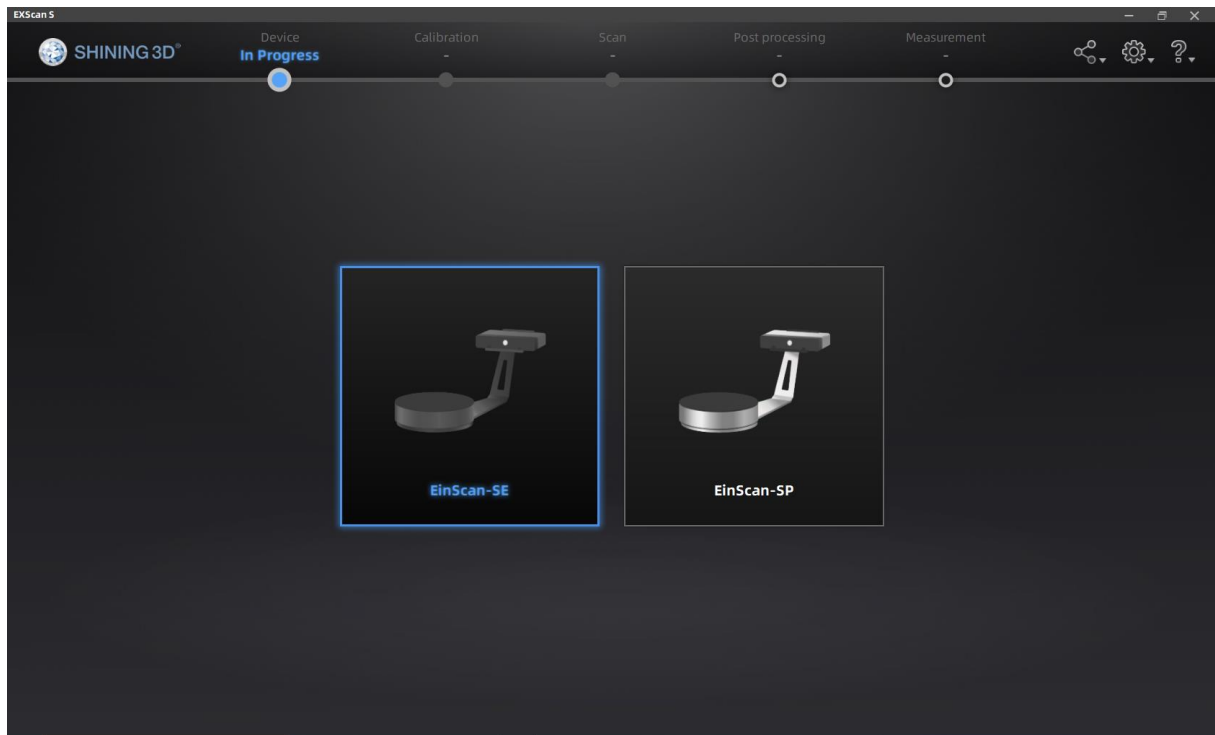 EXScan S
SHINING 3D®
Device
In Progress
Calibration
-
Scan
-
Post processing
-
Measurement
-
EinScan-SE
EinScan-SP